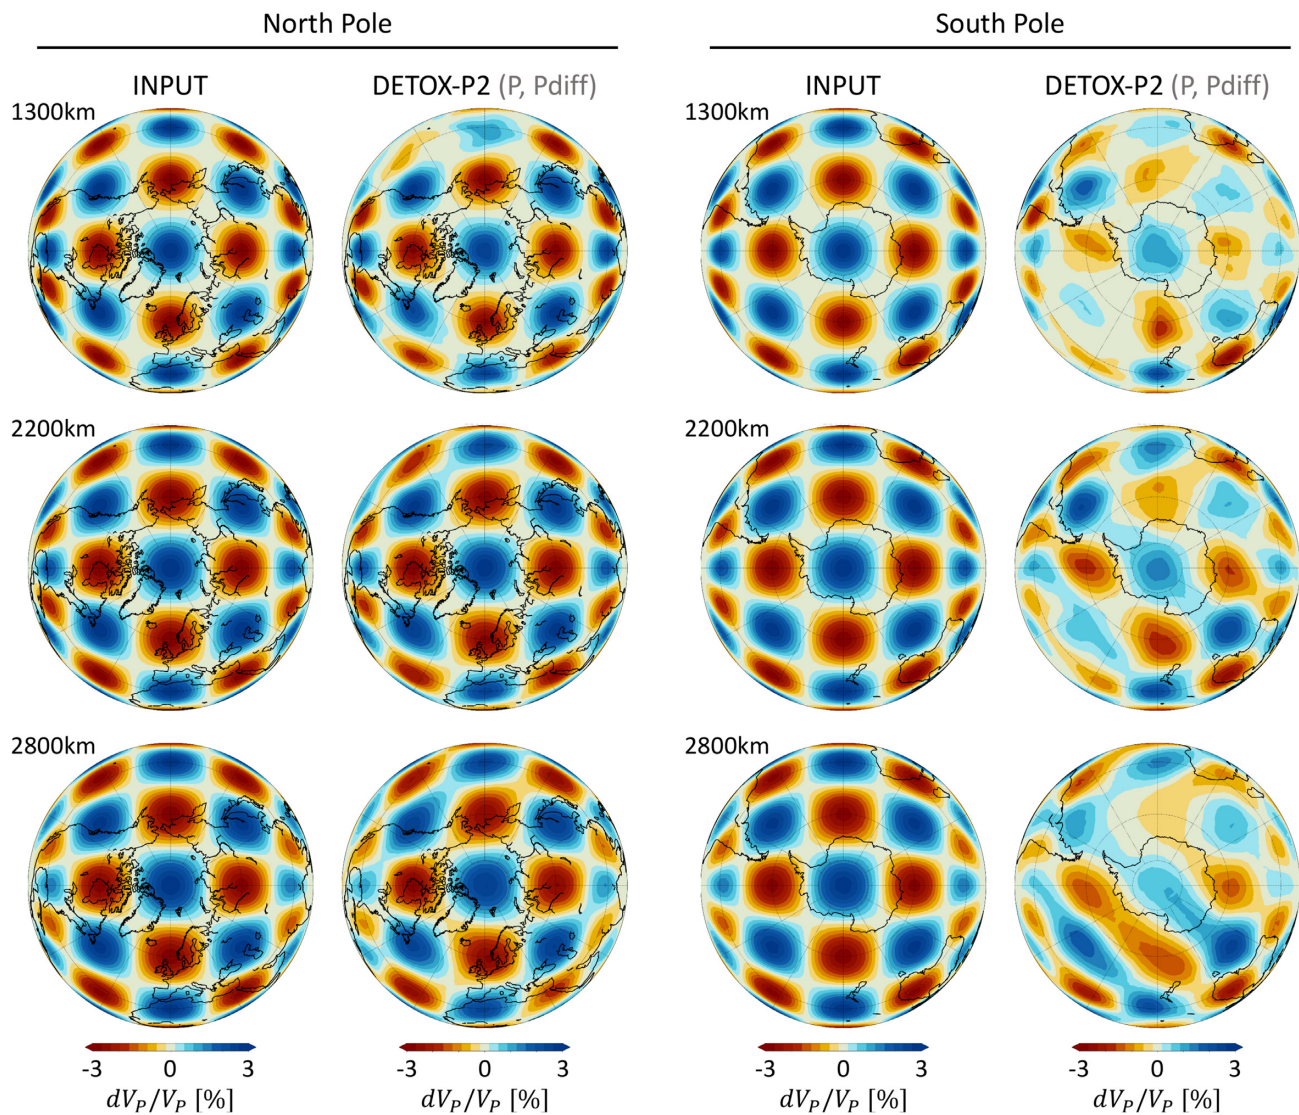 North Pole
South Pole
INPUT
DETOX-P2 (P, Pdiff)
INPUT
DETOX-P2 (P, Pdiff)
1300km
1300km
2200km
2200km
2800km
2800km
-3 0 3
-3 0 3
-3 0 3
-3 0 3
dV_P/V_P [%]
dV_P/V_P [%]
dV_P/V_P [%]
dV_P/V_P [%]